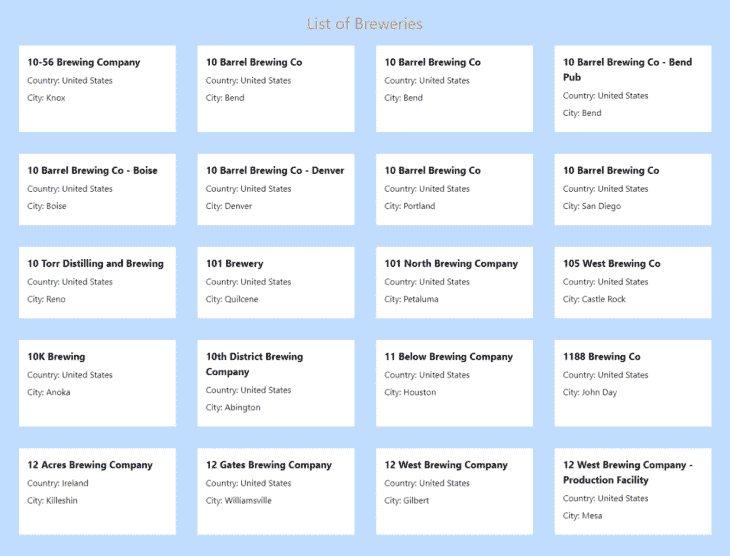 List of Breweries
10-56 Brewing Company
Country: United States
City: Knox
10 Barrel Brewing Co
Country: United States
City: Bend
10 Barrel Brewing Co
Country: United States
City: Bend
10 Barrel Brewing Co - Bend
Pub
Country: United States
City: Bend
10 Barrel Brewing Co - Boise
Country: United States
City: Boise
10 Barrel Brewing Co - Denver
Country: United States
City: Denver
10 Barrel Brewing Co
Country: United States
City: Portland
10 Barrel Brewing Co
Country: United States
City: San Diego
10 Torr Distilling and Brewing
Country: United States
City: Reno
101 Brewery
Country: United States
City: Quilcene
101 North Brewing Company
Country: United States
City: Petaluma
105 West Brewing Co
Country: United States
City: Castle Rock
10K Brewing
Country: United States
City: Anoka
10th District Brewing
Company
Country: United States
City: Abington
11 Below Brewing Company
Country: United States
City: Houston
1188 Brewing Co
Country: United States
City: John Day
12 Acres Brewing Company
Country: Ireland
City: Killeshin
12 Gates Brewing Company
Country: United States
City: Williamsville
12 West Brewing Company
Country: United States
City: Gilbert
12 West Brewing Company -
Production Facility
Country: United States
City: Mesa